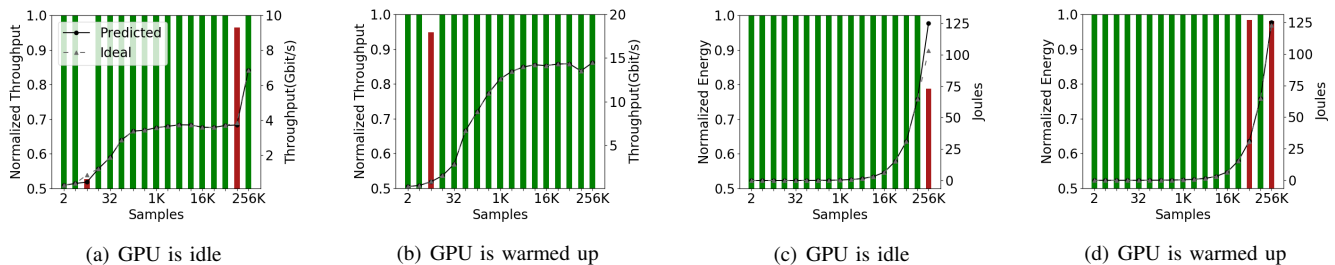 1.0
0.9
0.8
0.7
0.6
0.5
Normalized Throughput
Predicted
Ideal
10
8
6
4
2
Throughput(Gbit/s)
2 32 1K 16K 256K
Samples
(a) GPU is idle
1.0
0.9
0.8
0.7
0.6
0.5
Normalized Throughput
20
15
10
5
Throughput(Gbit/s)
2 32 1K 16K 256K
Samples
(b) GPU is warmed up
1.0
0.9
0.8
0.7
0.6
0.5
Normalized Energy
125
100
75
50
25
0
Joules
2 32 1K 16K 256K
Samples
(c) GPU is idle
1.0
0.9
0.8
0.7
0.6
0.5
Normalized Energy
125
100
75
50
25
0
Joules
2 32 1K 16K 256K
Samples
(d) GPU is warmed up